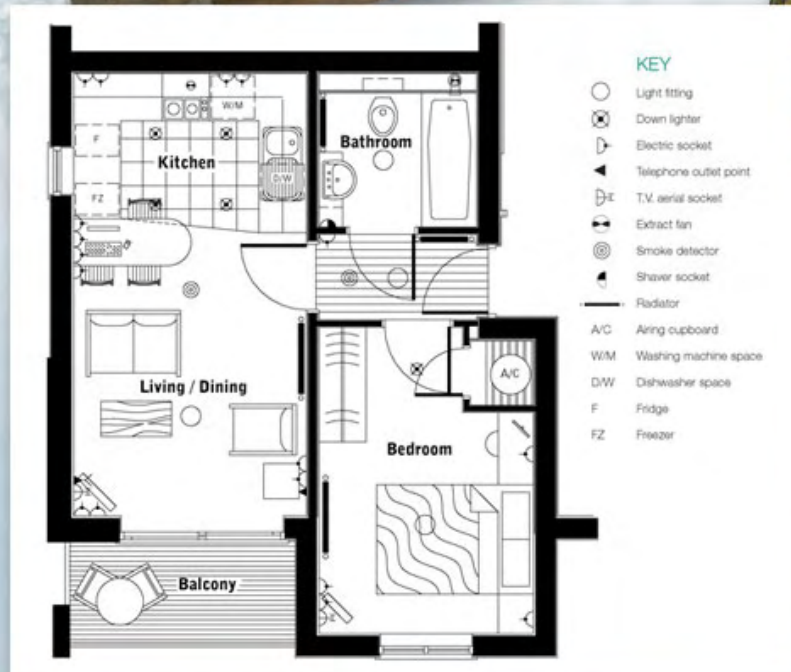 W/M
F
Kitchen
FZ
D/W
Bathroom
Living / Dining
A/C
Bedroom
Balcony
KEY
Light fitting
Down lighter
Electric socket
Telephone outlet point
T.V. aerial socket
Extract fan
Smoke detector
Shaver socket
Radiator
A/C Airing cupboard
W/M Washing machine space
D/W Dishwasher space
F Fridge
FZ Freezer